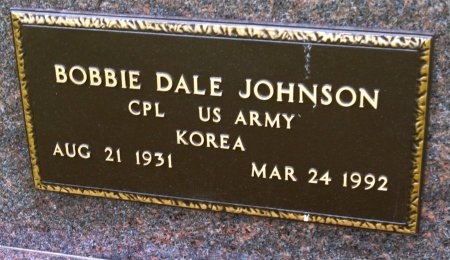 BOBBIE DALE JOHNSON
CPL US ARMY
KOREA
AUG 21 1931 MAR 24 1992